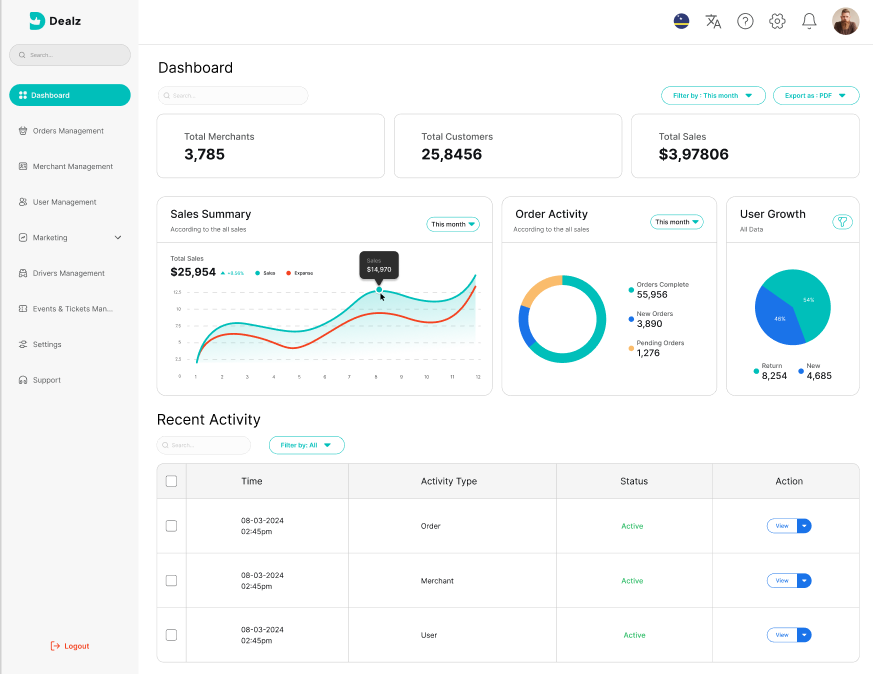 Dealz
Search...
Dashboard
Orders Management
Merchant Management
User Management
Marketing
Drivers Management
Events & Tickets Man...
Settings
Support
Logout
Dashboard
Search...
Filter by : This month
Export as : PDF
Total Merchants
3,785
Total Customers
25,8456
Total Sales
$3,97806
Sales Summary
According to the all sales
This month
Total Sales
$25,954
Sales
Expense
Sales
$14,970
12.5
10
7.5
5
2.5
0
1 2 3 4 5 6 7 8 9 10 11 12
Order Activity
According to the all sales
This month
Orders Complete
55,956
New Orders
3,890
Pending Orders
1,276
User Growth
All Data
54%
46%
Return
8,254
New
4,685
Recent Activity
Search...
Filter by: All
Time Activity Type Status Action
08-03-2024
02:45pm
Order Active View
08-03-2024
02:45pm
Merchant Active View
08-03-2024
02:45pm
User Active View